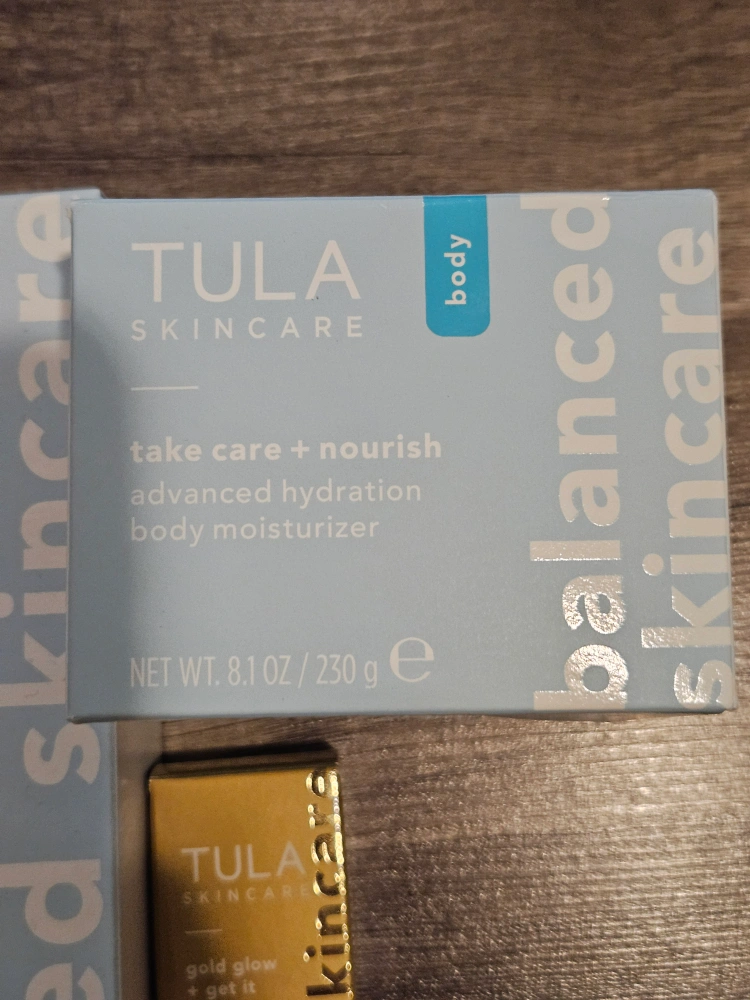 TULA
SKINCARE
body
take care + nourish
advanced hydration
body moisturizer
NET WT. 8.1 OZ / 230 g e
balanced
skincare
skincare
TULA
SKINCARE
gold glow
+ get it